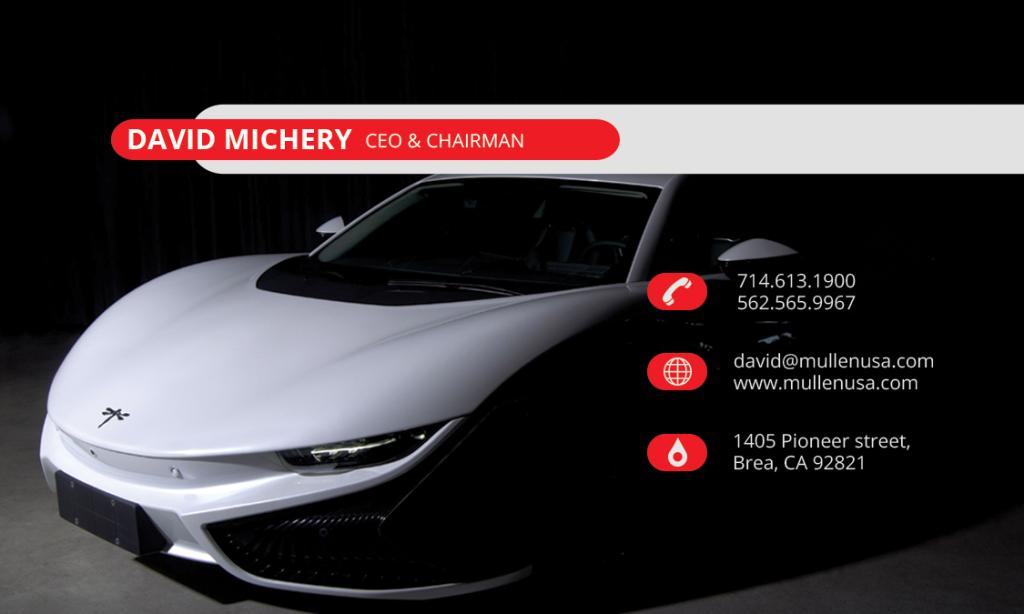 DAVID MICHERY CEO & CHAIRMAN
714.613.1900
562.565.9967
david@mullenusa.com
www.mullenusa.com
1405 Pioneer street,
Brea, CA 92821